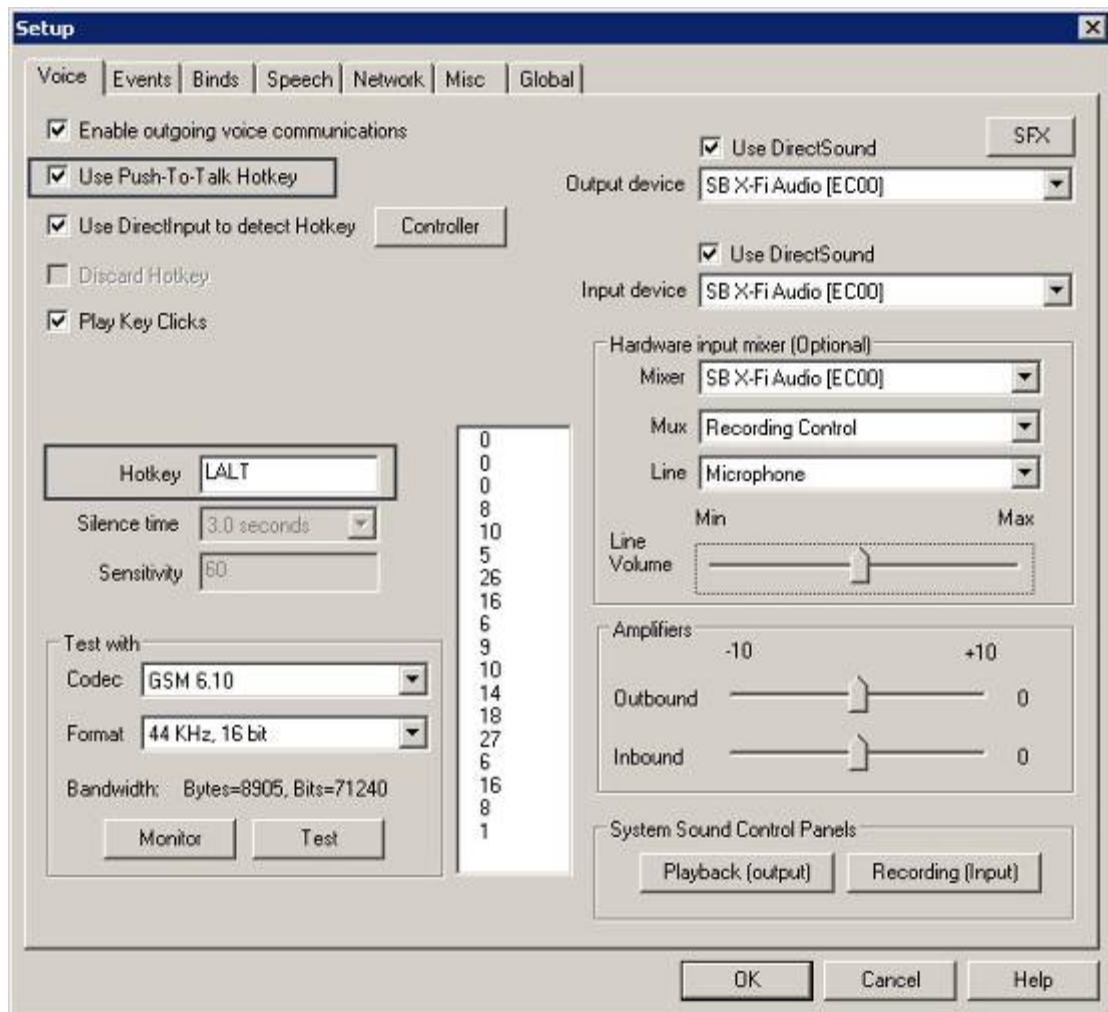 Setup
Voice Events Binds Speech Network Misc Global
Enable outgoing voice communications
Use Push-To-Talk Hotkey
Use DirectInput to detect Hotkey Controller
Discard Hotkey
Play Key Clicks
Hotkey LALT
Silence time 3.0 seconds
Sensitivity 60
Test with
Codec GSM 6.10
Format 44 KHz, 16 bit
Bandwidth: Bytes=8905, Bits=71240
Monitor Test
0
0
0
8
10
5
26
16
6
9
10
14
18
27
6
16
8
1
Use DirectSound SFX
Output device SB X-Fi Audio [EC00]
Use DirectSound
Input device SB X-Fi Audio [EC00]
Hardware input mixer (Optional)
Mixer SB X-Fi Audio [EC00]
Mux Recording Control
Line Microphone
Min Max
Line
Volume
Amplifiers
-10 +10
Outbound 0
Inbound 0
System Sound Control Panels
Playback (output) Recording (Input)
OK Cancel Help